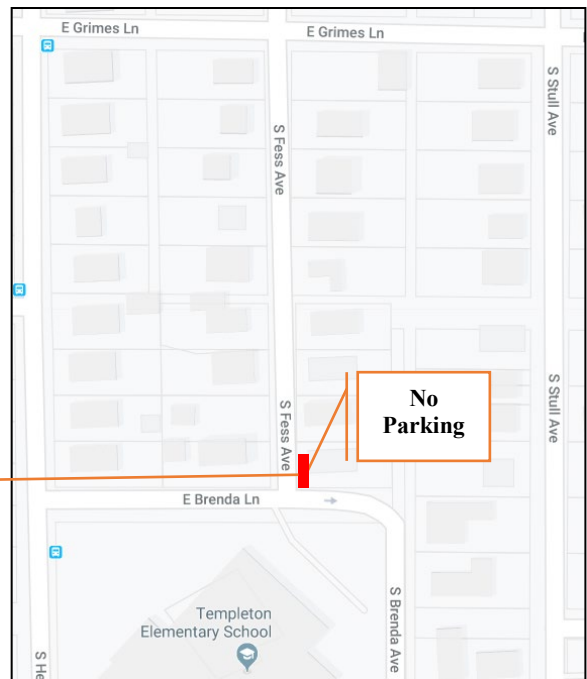 E Grimes Ln
E Grimes Ln
S Stull Ave
S Fess Ave
No
Parking
S Stull Ave
S Fess Ave
E Brenda Ln
Templeton
Elementary School
S Brenda Ave
S He